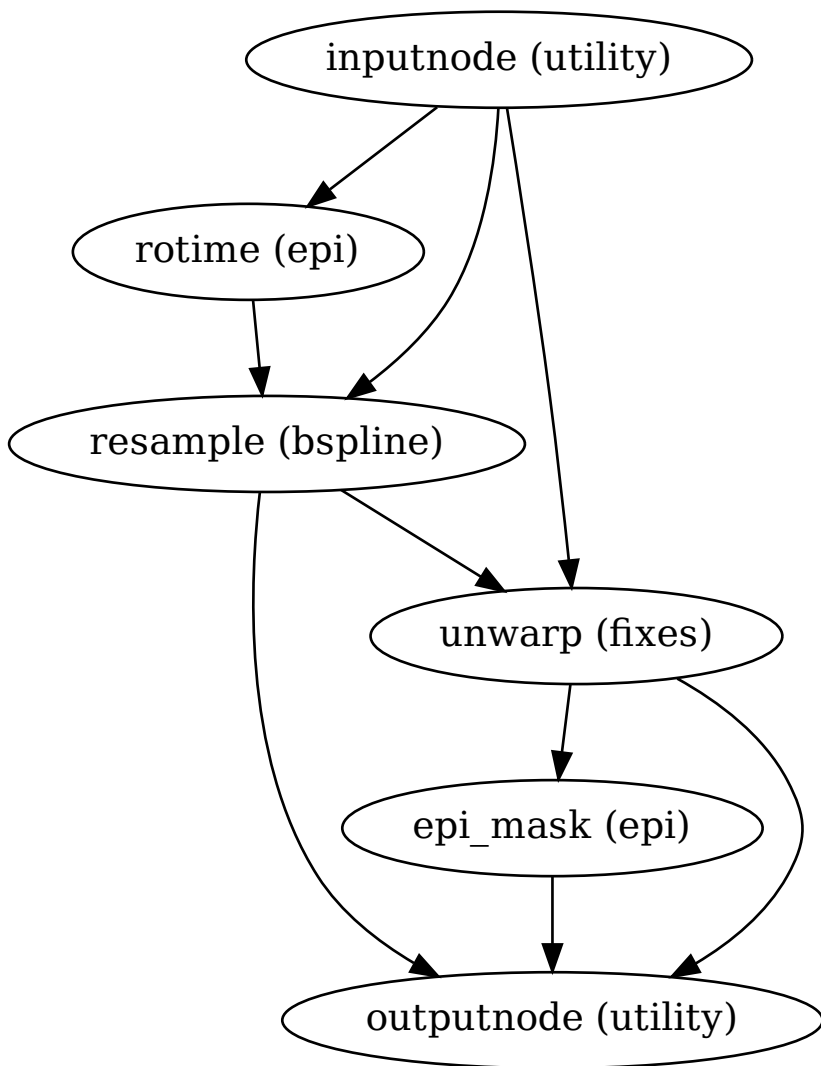 inputnode (utility)
rotime (epi)
resample (bspline)
unwarp (fixes)
epi_mask (epi)
outputnode (utility)